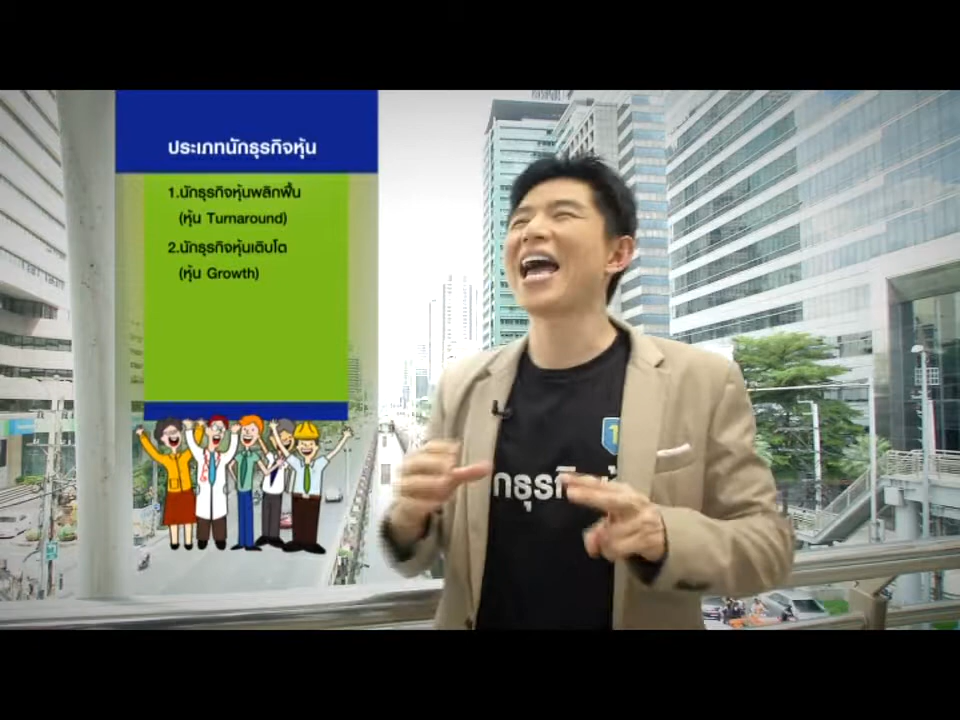 ประเภทนักธุรกิจหุ้น
1.นักธุรกิจหุ้นพลิกฟื้น
(หุ้น Turnaround)
2.นักธุรกิจหุ้นเติบโต
(หุ้น Growth)